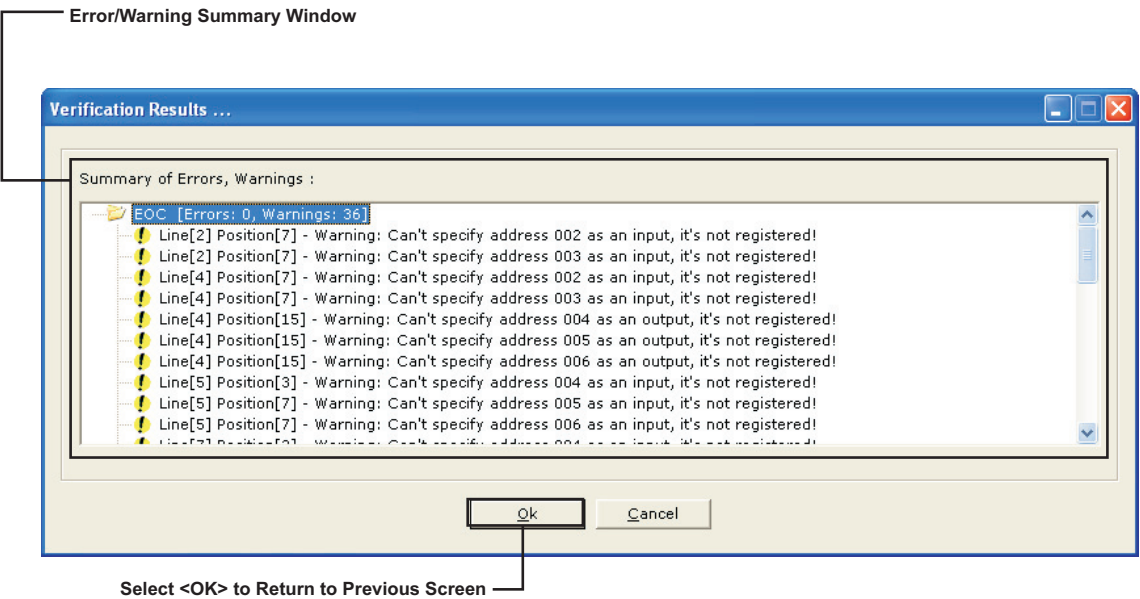 Error/Warning Summary Window
Verification Results ...
Summary of Errors, Warnings :
EOC [Errors: 0, Warnings: 36]
Line[2] Position[7] - Warning: Can't specify address 002 as an input, it's not registered!
Line[2] Position[7] - Warning: Can't specify address 003 as an input, it's not registered!
Line[4] Position[7] - Warning: Can't specify address 002 as an input, it's not registered!
Line[4] Position[7] - Warning: Can't specify address 003 as an input, it's not registered!
Line[4] Position[15] - Warning: Can't specify address 004 as an output, it's not registered!
Line[4] Position[15] - Warning: Can't specify address 005 as an output, it's not registered!
Line[4] Position[15] - Warning: Can't specify address 006 as an output, it's not registered!
Line[5] Position[3] - Warning: Can't specify address 004 as an input, it's not registered!
Line[5] Position[7] - Warning: Can't specify address 005 as an input, it's not registered!
Line[5] Position[7] - Warning: Can't specify address 006 as an input, it's not registered!
Ok Cancel
Select <OK> to Return to Previous Screen